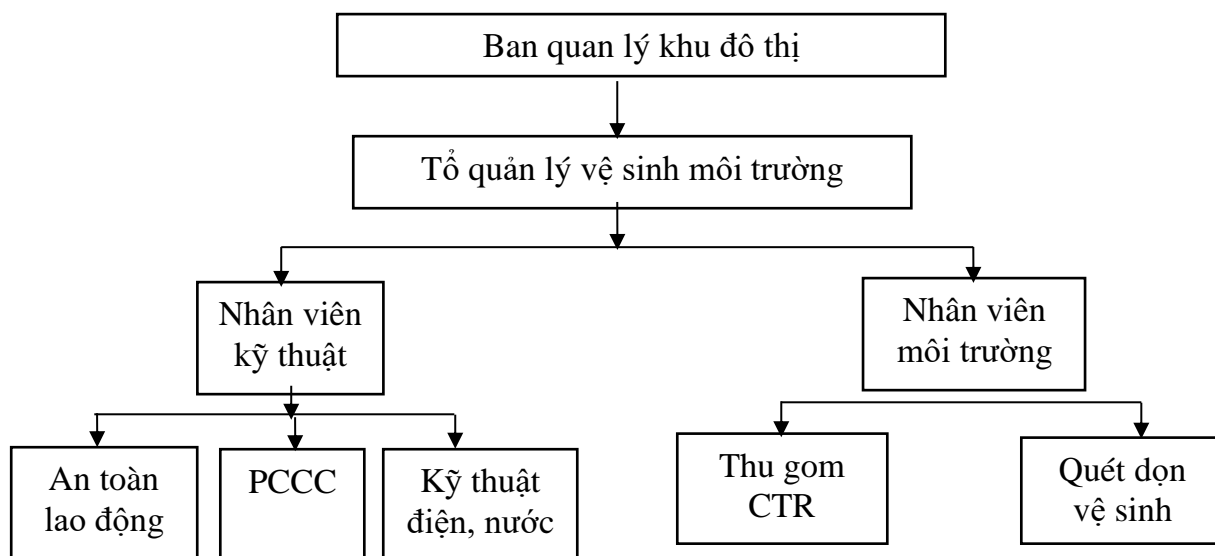 Ban quan lý khu đô thị
Tổ quản lý vệ sinh môi trường
Nhân viên
kỹ thuật
Nhân viên
môi trường
An toàn
lao động
PCCC
Kỹ thuật
điện, nước
Thu gom
CTR
Quét dọn
vệ sinh